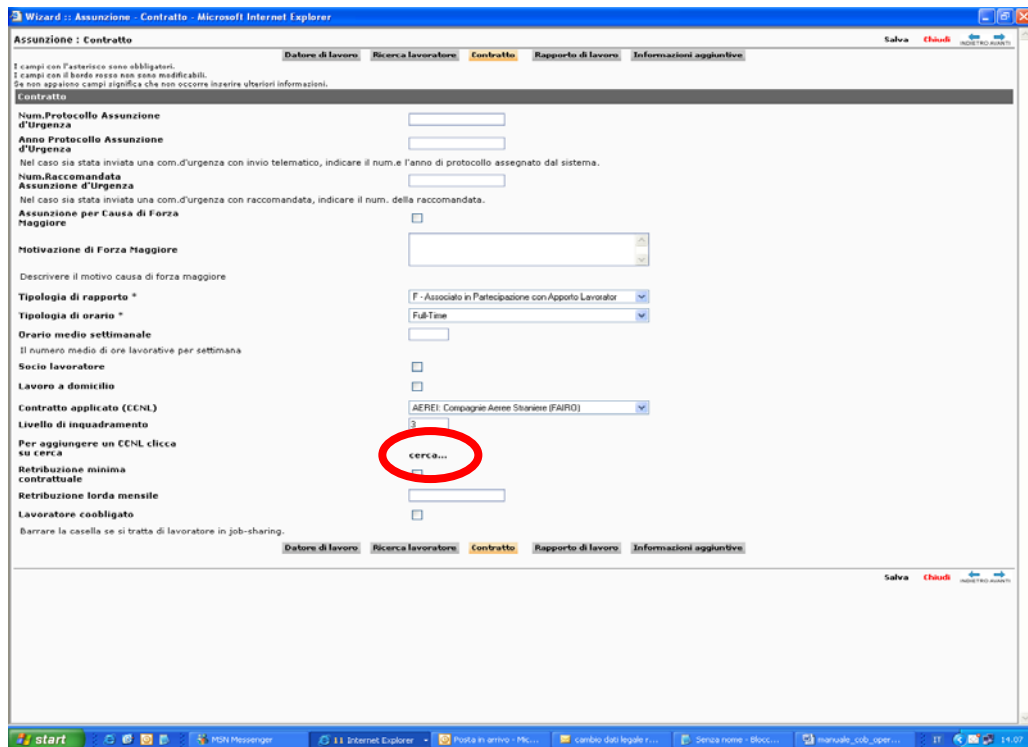 Wizard :: Assunzione - Contratto - Microsoft Internet Explorer
Assunzione : Contratto
Salva Chiudi INDIETRO AVANTI
Datore di lavoro Ricerca lavoratore Contratto Rapporto di lavoro Informazioni aggiuntive
I campi con l'asterisco sono obbligatori.
I campi con il bordo rosso non sono modificabili.
Se non appaiono campi significa che non occorre inserire ulteriori informazioni.
Contratto
Num.Protocollo Assunzione
d'Urgenza
Anno Protocollo Assunzione
d'Urgenza
Nel caso sia stata inviata una com.d'urgenza con invio telematico, indicare il num.e l'anno di protocollo assegnato dal sistema.
Num.Raccomandata
Assunzione d'Urgenza
Nel caso sia stata inviata una com.d'urgenza con raccomandata, indicare il num. della raccomandata.
Assunzione per Causa di Forza
Maggiore
Motivazione di Forza Maggiore
Descrivere il motivo causa di forza maggiore
Tipologia di rapporto * F - Associato in Partecipazione con Apporto Lavorator
Tipologia di orario * Full-Time
Orario medio settimanale
Il numero medio di ore lavorative per settimana
Socio lavoratore
Lavoro a domicilio
Contratto applicato (CCNL) AEREI: Compagnie Aeree Straniere (FAIRO)
Livello di inquadramento 3
Per aggiungere un CCNL clicca
su cerca cerca...
Retribuzione minima
contrattuale
Retribuzione lorda mensile
Lavoratore coobligato
Barrare la casella se si tratta di lavoratore in job-sharing.
Datore di lavoro Ricerca lavoratore Contratto Rapporto di lavoro Informazioni aggiuntive
Salva Chiudi INDIETRO AVANTI
start MSN Messenger 11 Internet Explorer Posta in arrivo - Mic... cambio dati legale r... Senza nome - Blocc... manuale_cob_oper... IT 14.07